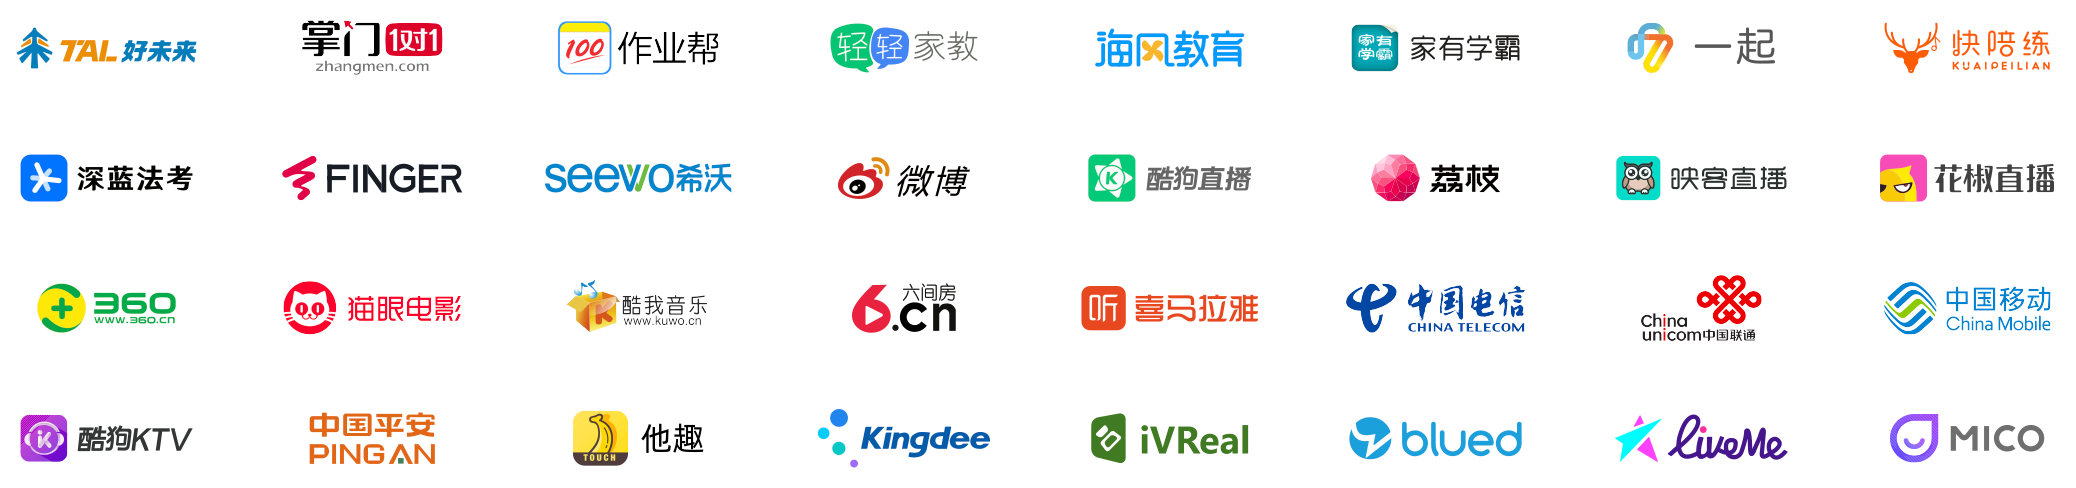 TAL 好未来
掌门1对1
zhangmen.com
100 作业帮
轻轻家教
海风教育
家有学霸 家有学霸
一起
快陪练
KUAIPEILIAN
深蓝法考
FINGER
seewo希沃
微博
K 酷狗直播
荔枝
映客直播
花椒直播
360
www.360.cn
猫眼电影
K 酷我音乐
www.kuwo.cn
六间房
6.cn
听 喜马拉雅
中国电信
CHINA TELECOM
China
unicom中国联通
中国移动
China Mobile
K 酷狗KTV
中国平安
PING AN
TOUCH 他趣
Kingdee
iVReal
blued
LiveMe
MICO